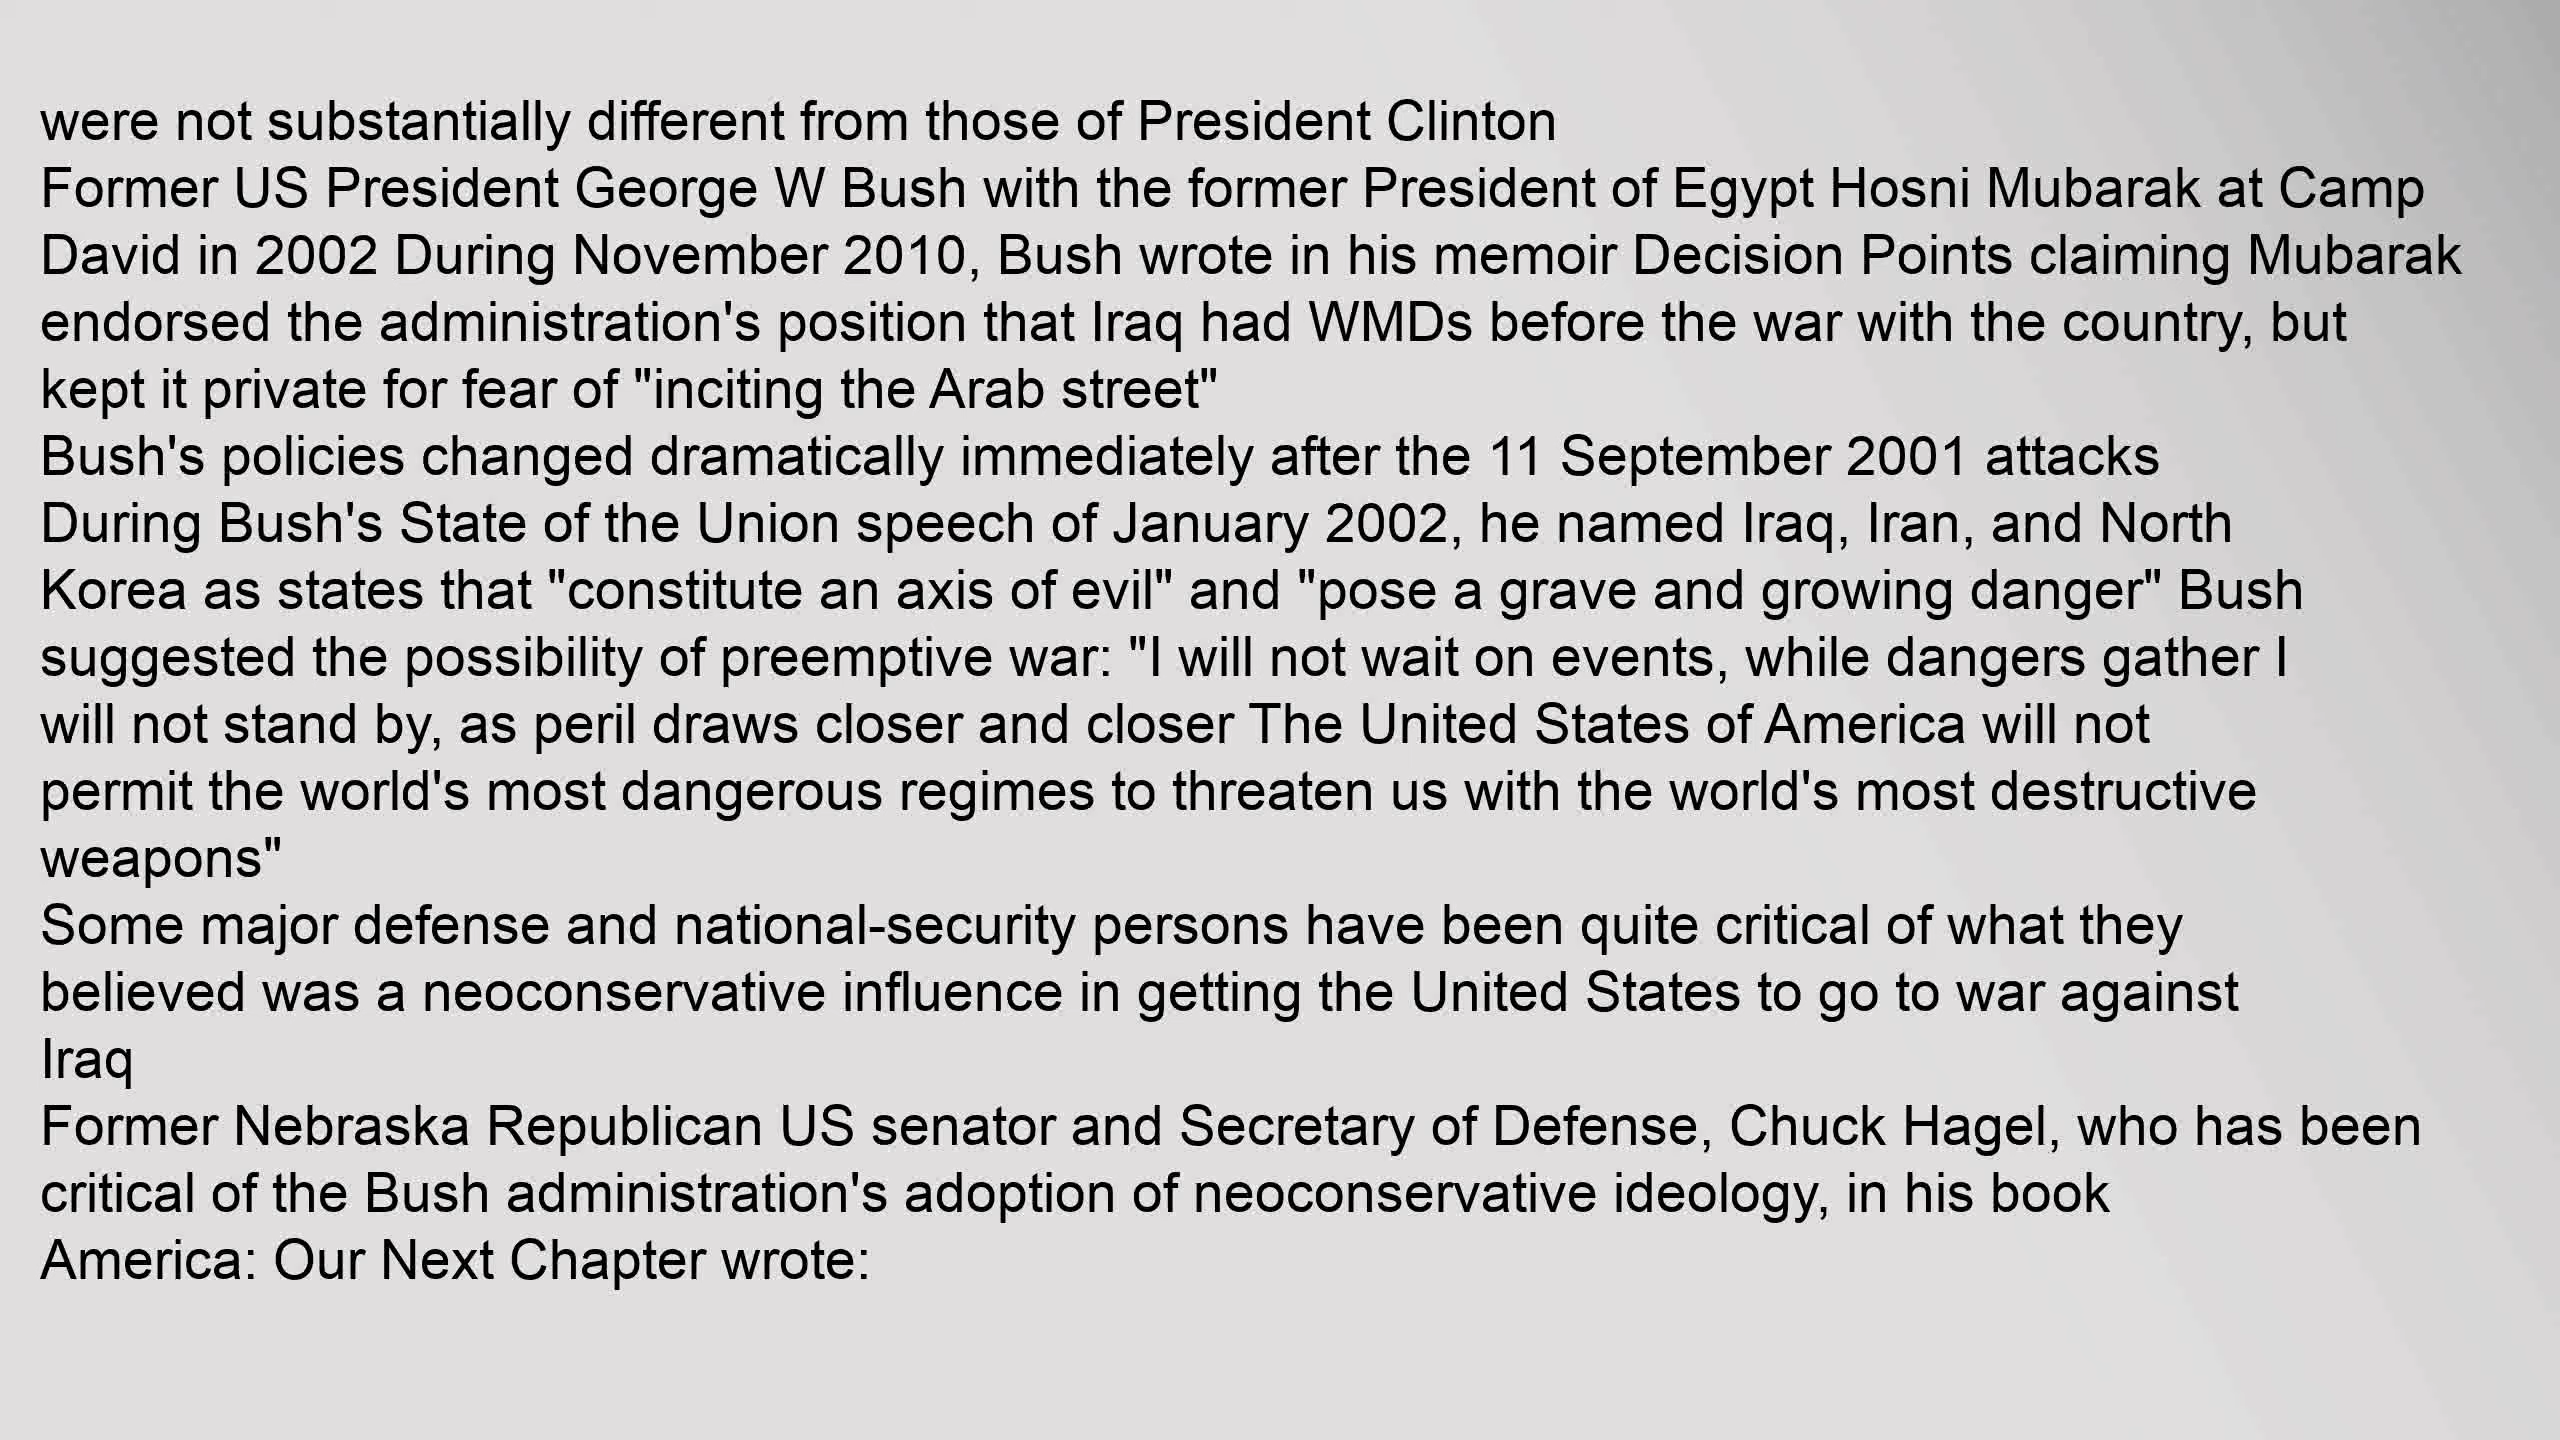 were not substantially different from those of President Clinton
Former US President George W Bush with the former President of Egypt Hosni Mubarak at Camp
David in 2002 During November 2010, Bush wrote in his memoir Decision Points claiming Mubarak
endorsed the administration's position that Iraq had WMDs before the war with the country, but
kept it private for fear of "inciting the Arab street"
Bush's policies changed dramatically immediately after the 11 September 2001 attacks
During Bush's State of the Union speech of January 2002, he named Iraq, Iran, and North
Korea as states that "constitute an axis of evil" and "pose a grave and growing danger" Bush
suggested the possibility of preemptive war: "I will not wait on events, while dangers gather I
will not stand by, as peril draws closer and closer The United States of America will not
permit the world's most dangerous regimes to threaten us with the world's most destructive
weapons"
Some major defense and national-security persons have been quite critical of what they
believed was a neoconservative influence in getting the United States to go to war against
Iraq
Former Nebraska Republican US senator and Secretary of Defense, Chuck Hagel, who has been
critical of the Bush administration's adoption of neoconservative ideology, in his book
America: Our Next Chapter wrote: